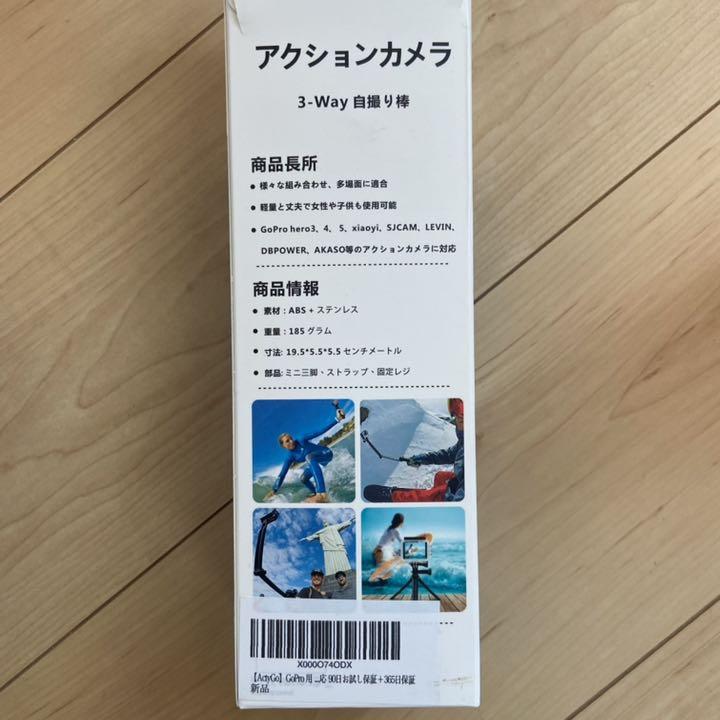 アクションカメラ
3-Way 自撮り棒
商品長所
● 様々な組み合わせ、多場面に適合
● 軽量と丈夫で女性や子供も使用可能
● GoPro hero3、4、 5、xiaoyi、SJCAM、LEVIN、
DBPOWER、AKASO等のアクションカメラに対応
商品情報
● 素材：ABS + ステンレス
● 重量：185 グラム
● 寸法: 19.5*5.5*5.5 センチメートル
● 部品: ミニ三脚、ストラップ、固定レジ
X000O74ODX
【ActyGo】GoPro 用 ...応 90日お試し保証＋365日保証
新品